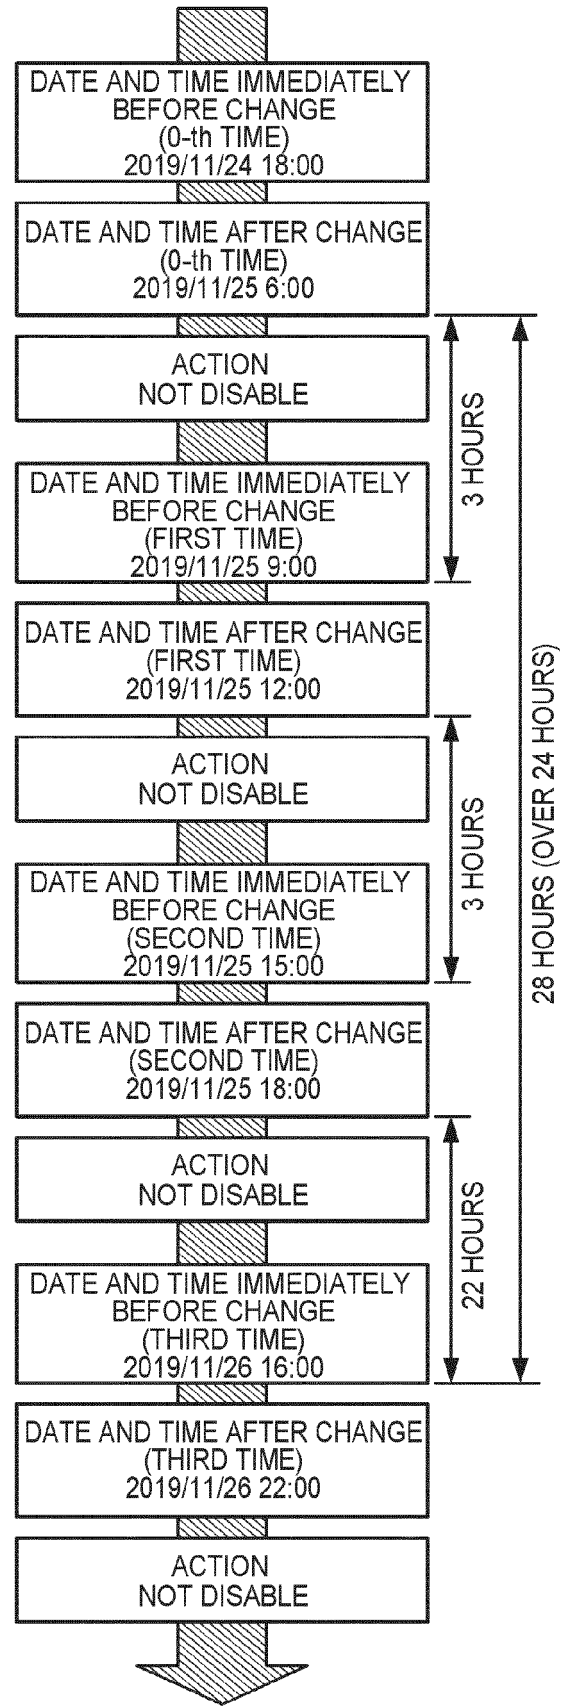 DATE AND TIME IMMEDIATELY
BEFORE CHANGE
(0-th TIME)
2019/11/24 18:00
DATE AND TIME AFTER CHANGE
(0-th TIME)
2019/11/25 6:00
ACTION
NOT DISABLE
3 HOURS
DATE AND TIME IMMEDIATELY
BEFORE CHANGE
(FIRST TIME)
2019/11/25 9:00
DATE AND TIME AFTER CHANGE
(FIRST TIME)
2019/11/25 12:00
ACTION
NOT DISABLE
3 HOURS
28 HOURS (OVER 24 HOURS)
DATE AND TIME IMMEDIATELY
BEFORE CHANGE
(SECOND TIME)
2019/11/25 15:00
DATE AND TIME AFTER CHANGE
(SECOND TIME)
2019/11/25 18:00
ACTION
NOT DISABLE
22 HOURS
DATE AND TIME IMMEDIATELY
BEFORE CHANGE
(THIRD TIME)
2019/11/26 16:00
DATE AND TIME AFTER CHANGE
(THIRD TIME)
2019/11/26 22:00
ACTION
NOT DISABLE